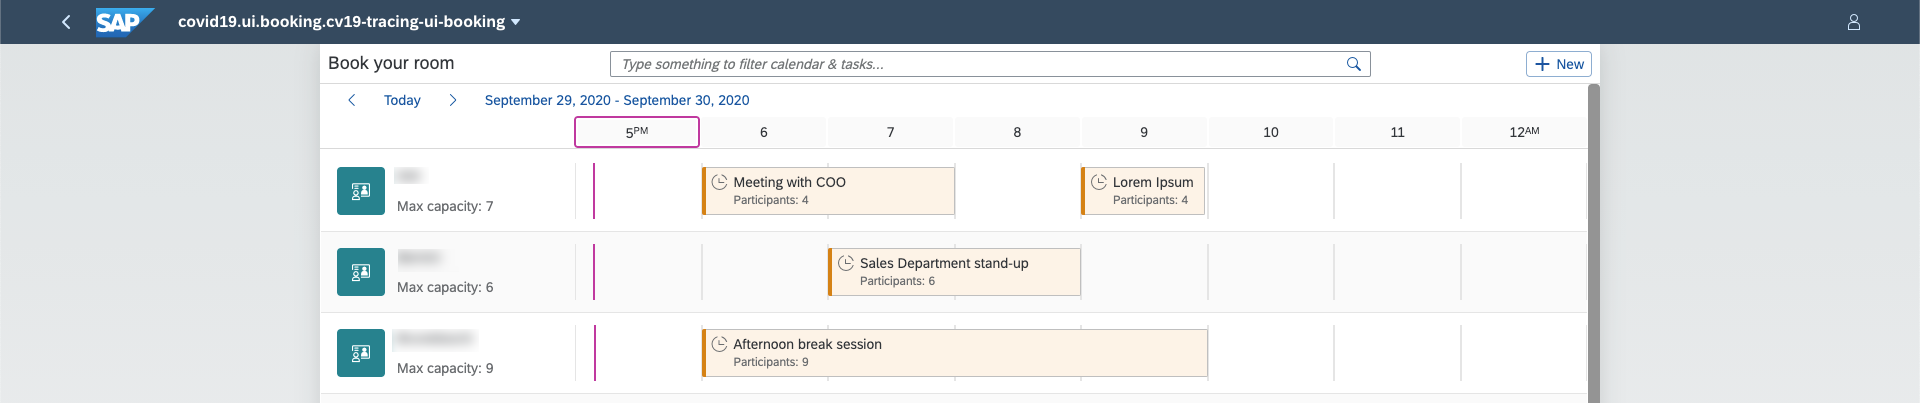 SAP covid19.ui.booking.cv19-tracing-ui-booking
Book your room
Type something to filter calendar & tasks...
New
Today
September 29, 2020 - September 30, 2020
5PM 6 7 8 9 10 11 12AM
Max capacity: 7
Meeting with COO
Participants: 4
Lorem Ipsum
Participants: 4
Max capacity: 6
Sales Department stand-up
Participants: 6
Max capacity: 9
Afternoon break session
Participants: 9